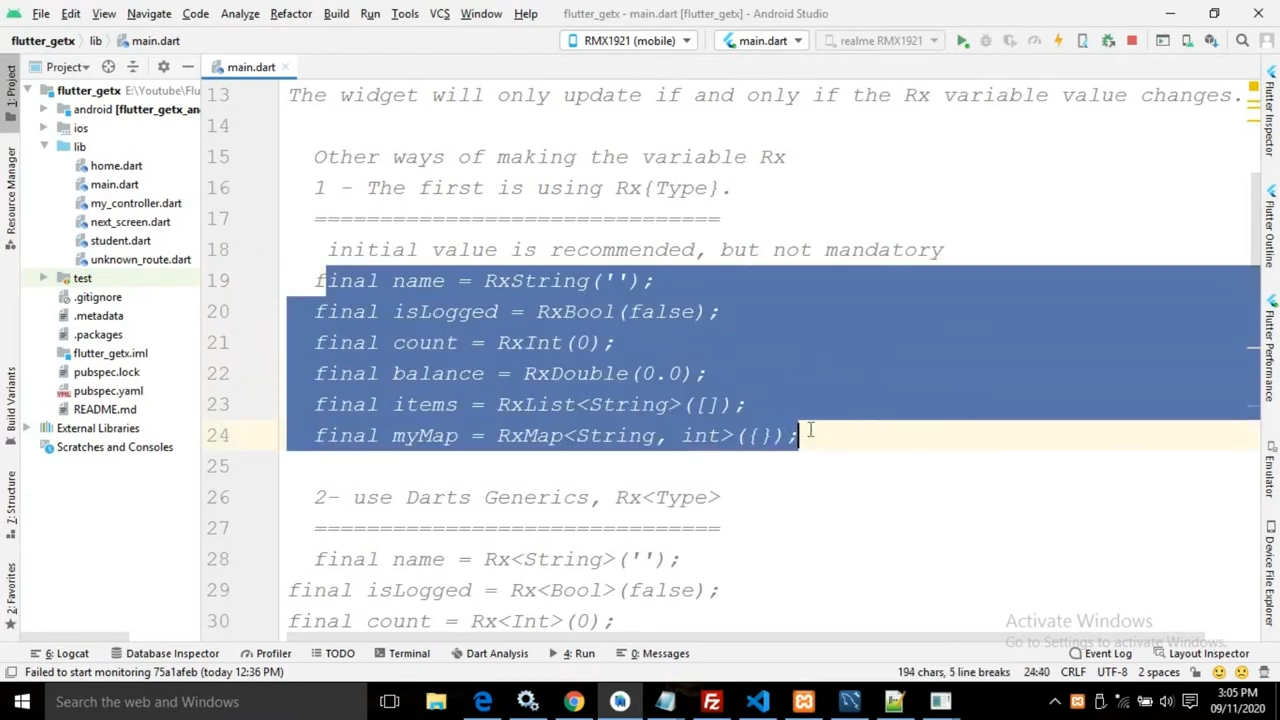 File Edit View Navigate Code Analyze Refactor Build Run Tools VCS Window Help flutter_getx - main.dart [flutter_getx] - Android Studio
flutter_getx lib main.dart RMX1921 (mobile) main.dart realme RMX1921
1: Project
Resource Manager
Build Variants
7: Structure
2: Favorites
Project
flutter_getx E:\Youtube\Flu
android [flutter_getx_an
ios
lib
home.dart
main.dart
my_controller.dart
next_screen.dart
student.dart
unknown_route.dart
test
.gitignore
.metadata
.packages
flutter_getx.iml
pubspec.lock
pubspec.yaml
README.md
External Libraries
Scratches and Consoles
main.dart
13 The widget will only update if and only if the Rx variable value changes.
14
15 Other ways of making the variable Rx
16 1 - The first is using Rx{Type}.
17 ===============================
18 initial value is recommended, but not mandatory
19 final name = RxString('');
20 final isLogged = RxBool(false);
21 final count = RxInt(0);
22 final balance = RxDouble(0.0);
23 final items = RxList<String>([]);
24 final myMap = RxMap<String, int>({});
25
26 2- use Darts Generics, Rx<Type>
27 ===============================
28 final name = Rx<String>('');
29 final isLogged = Rx<Bool>(false);
30 final count = Rx<Int>(0);
Flutter Inspector
Flutter Outline
Flutter Performance
Emulator
Device File Explorer
Activate Windows
Go to Settings to activate Windows.
6: Logcat Database Inspector Profiler TODO Terminal Dart Analysis 4: Run 0: Messages Event Log Layout Inspector
Failed to start monitoring 75a1afeb (today 12:36 PM) 194 chars, 5 line breaks 24:40 CRLF UTF-8 2 spaces
Search the web and Windows
3:05 PM
09/11/2020